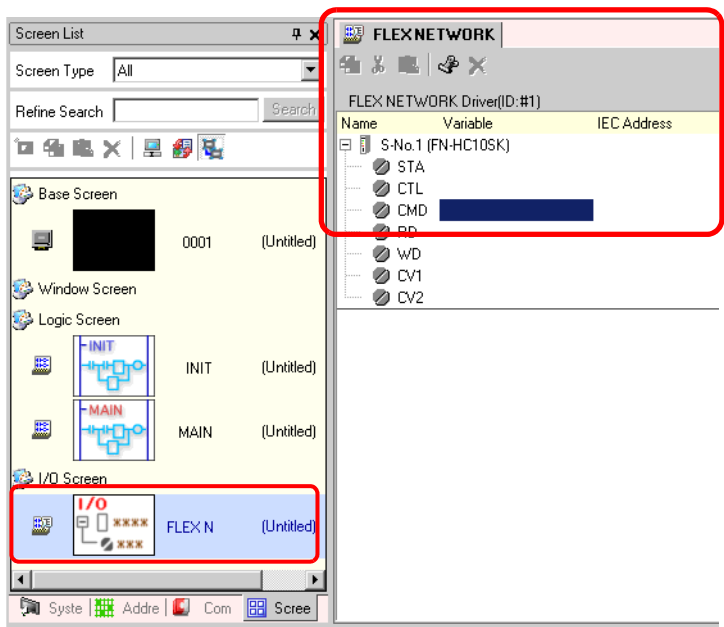 Screen List
Screen Type All
Refine Search Search
Base Screen
0001 (Untitled)
Window Screen
Logic Screen
INIT
INIT (Untitled)
MAIN
MAIN (Untitled)
I/O Screen
I/O
****
***
FLEX N (Untitled)
Syste Addre Com Scree
FLEXNETWORK
FLEX NETWORK Driver(ID:#1)
Name Variable IEC Address
S-No.1 (FN-HC10SK)
STA
CTL
CMD
RD
WD
CV1
CV2